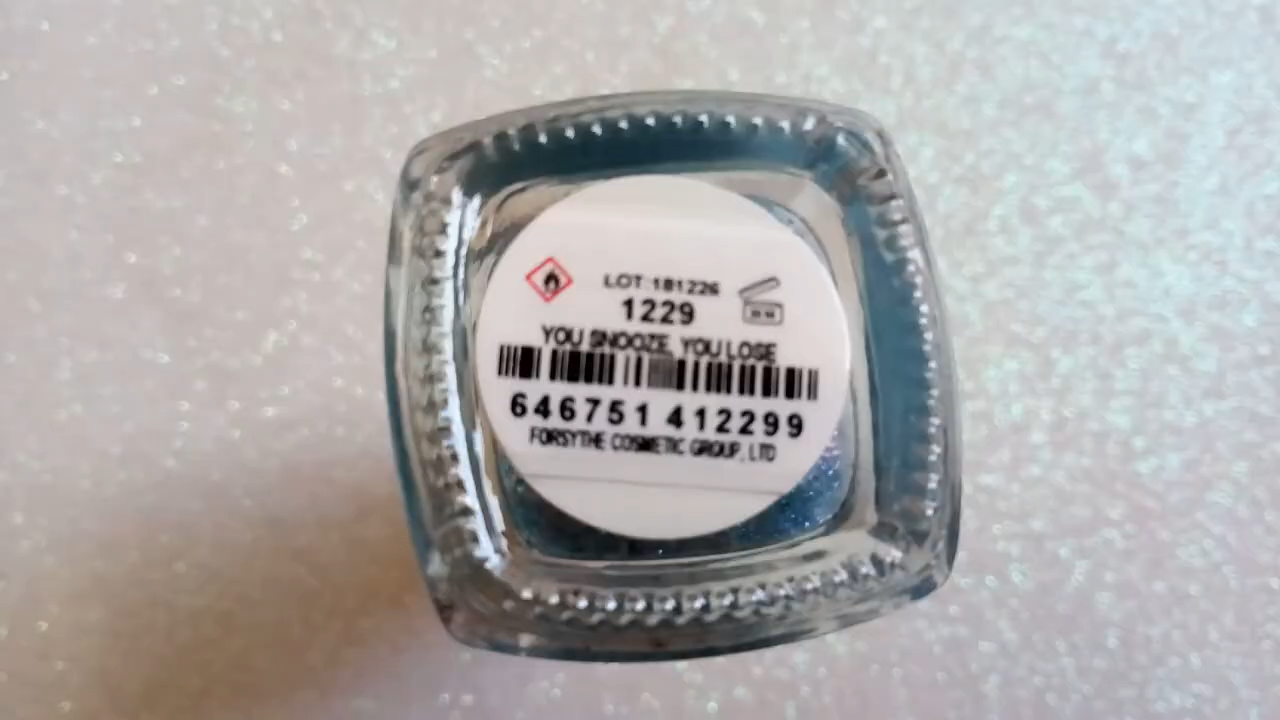 LOT:181226
1229
YOU SNOOZE, YOU LOSE
646751 412299
FORSYTHE COSMETIC GROUP, LTD